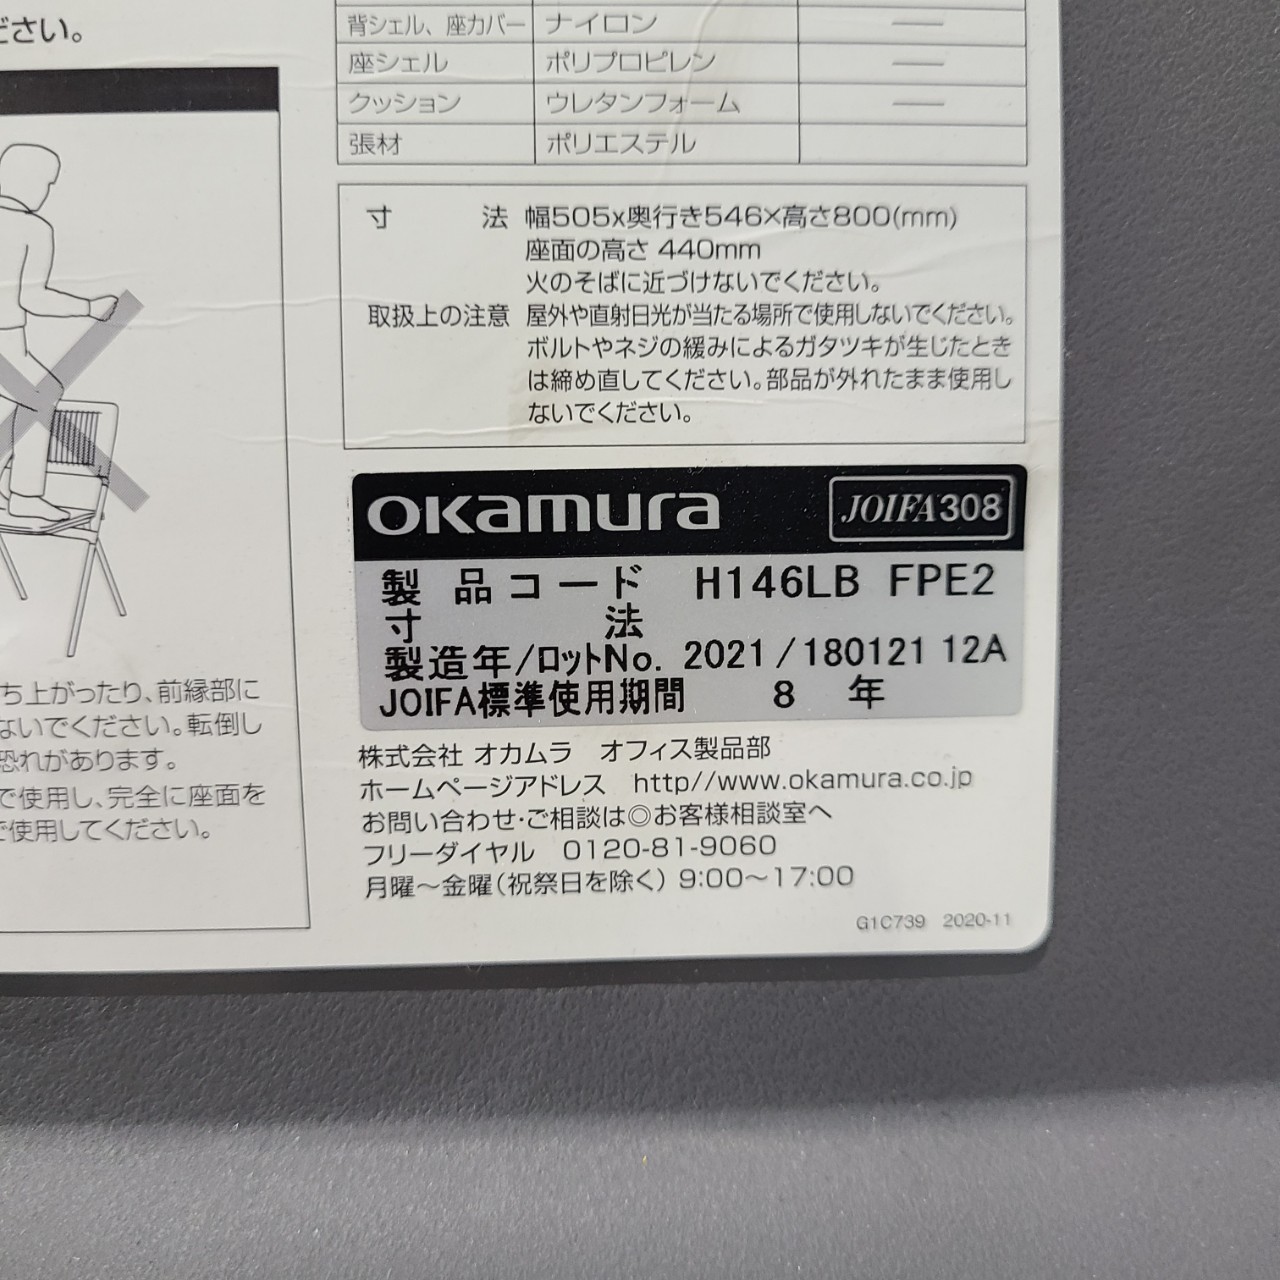 ださい。
背シェル、座カバー ナイロン ―
座シェル ポリプロピレン ―
クッション ウレタンフォーム ―
張材 ポリエステル
寸 法 幅505x奥行き546×高さ800(mm)
座面の高さ 440mm
火のそばに近づけないでください。
取扱上の注意 屋外や直射日光が当たる場所で使用しないでください。
ボルトやネジの緩みによるガタツキが生じたとき
は締め直してください。部品が外れたまま使用し
ないでください。
ち上がったり、前縁部に
ないでください。転倒し
恐れがあります。
で使用し、完全に座面を
で使用してください。
okamura JOIFA308
製品コード H146LB FPE2
寸 法
製造年/ロットNo. 2021/180121 12A
JOIFA標準使用期間 8 年
株式会社 オカムラ オフィス製品部
ホームページアドレス http//www.okamura.co.jp
お問い合わせ・ご相談は◎お客様相談室へ
フリーダイヤル 0120-81-9060
月曜～金曜(祝祭日を除く) 9:00～17:00
G1C739 2020-11